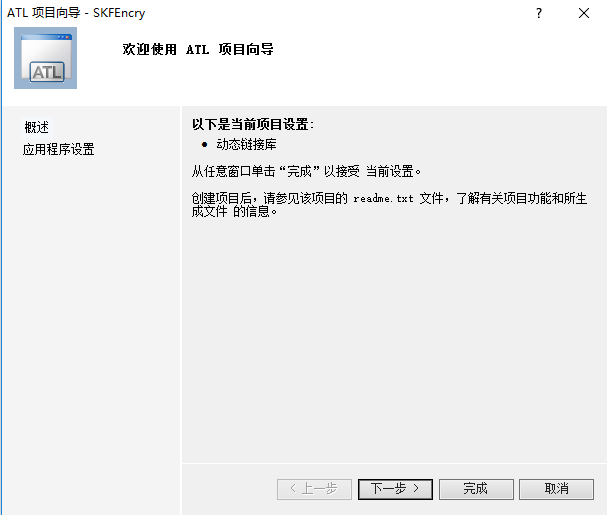 ATL 项目向导 - SKFEncry
?
ATL
欢迎使用 ATL 项目向导
概述
应用程序设置
以下是当前项目设置:
• 动态链接库
从任意窗口单击“完成”以接受 当前设置。
创建项目后，请参见该项目的 readme.txt 文件，了解有关项目功能和所生
成文件 的信息。
< 上一步
下一步 >
完成
取消